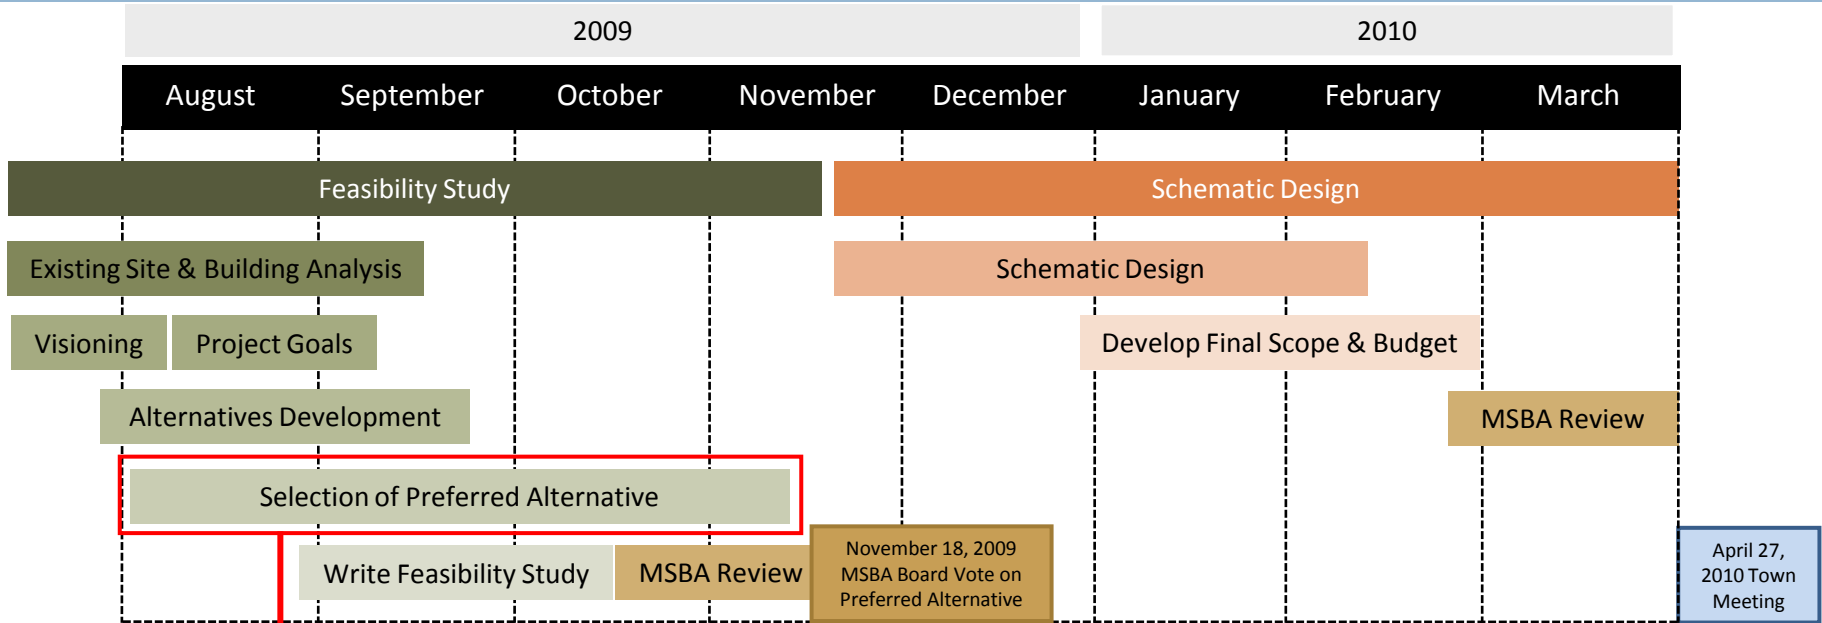 2009
2010
August
September
October
November
December
January
February
March
Feasibility Study
Schematic Design
Existing Site & Building Analysis
Schematic Design
Visioning
Project Goals
Develop Final Scope & Budget
Alternatives Development
MSBA Review
Selection of Preferred Alternative
Write Feasibility Study
MSBA Review
November 18, 2009
MSBA Board Vote on
Preferred Alternative
April 27,
2010 Town
Meeting